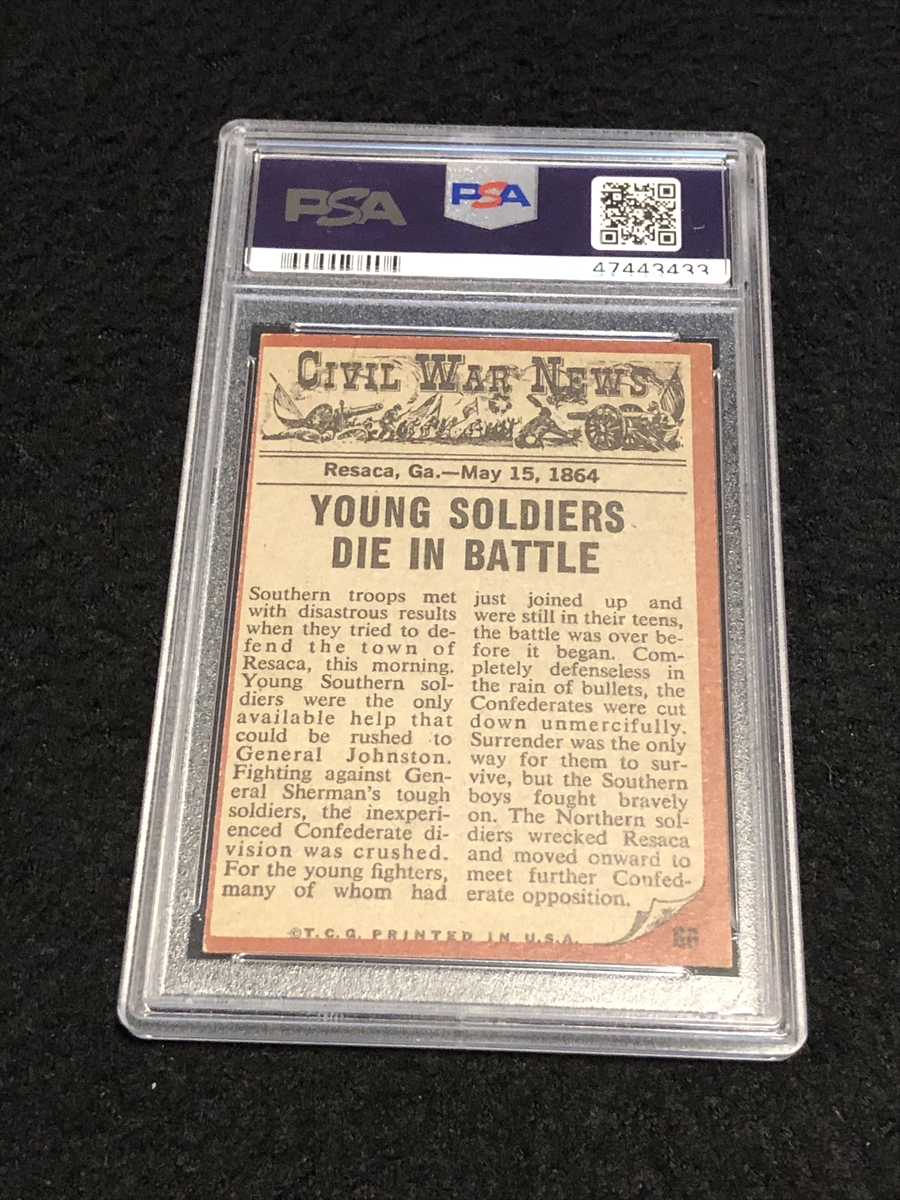 PSA
PSA
47443433
CIVIL WAR NEWS
Resaca, Ga.—May 15, 1864
YOUNG SOLDIERS
DIE IN BATTLE
Southern troops met
with disastrous results
when they tried to de-
fend the town of
Resaca, this morning.
Young Southern sol-
diers were the only
available help that
could be rushed to
General Johnston.
Fighting against Gen-
eral Sherman's tough
soldiers, the inexperi-
enced Confederate di-
vision was crushed.
For the young fighters,
many of whom had
just joined up and
were still in their teens,
the battle was over be-
fore it began. Com-
pletely defenseless in
the rain of bullets, the
Confederates were cut
down unmercifully.
Surrender was the only
way for them to sur-
vive, but the Southern
boys fought bravely
on. The Northern sol-
diers wrecked Resaca
and moved onward to
meet further Confed-
erate opposition.
©T.C.G. PRINTED IN U.S.A.